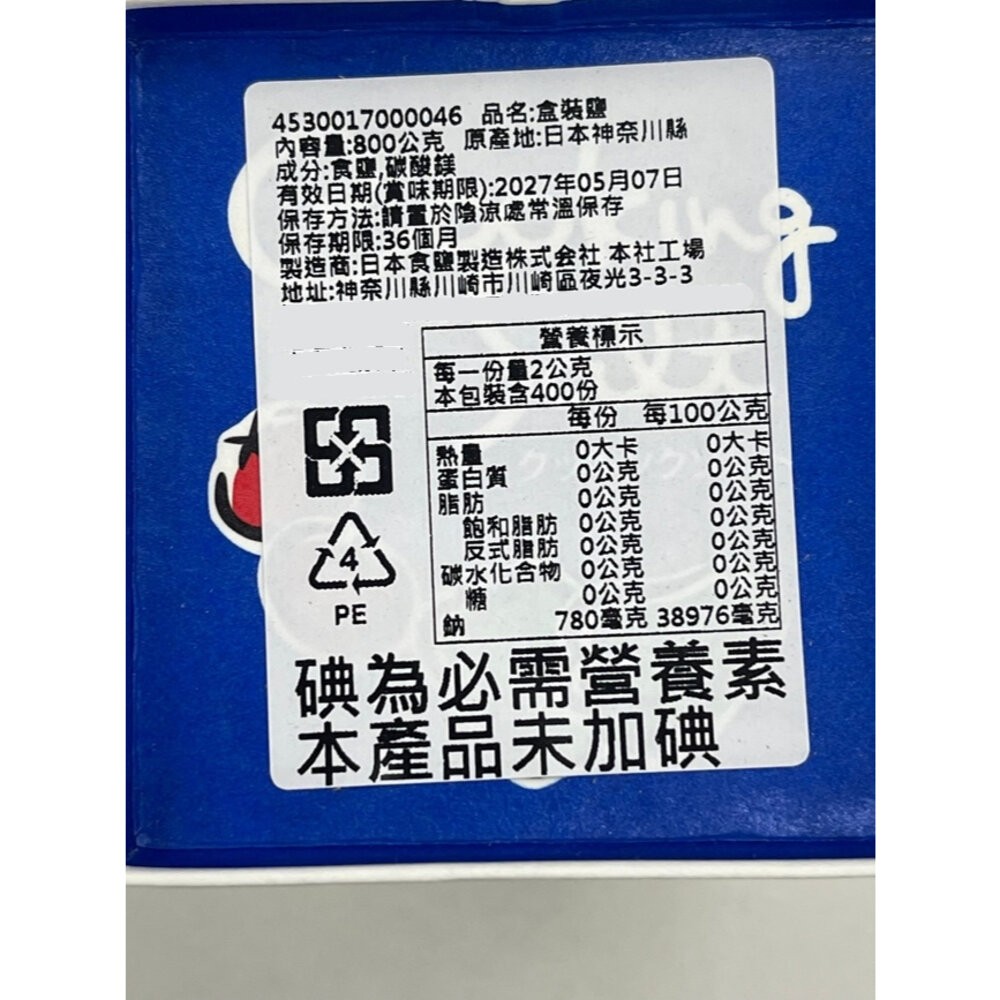 4530017000046 品名:盒裝鹽
內容量:800公克 原產地:日本神奈川縣
成分:食鹽,碳酸鎂
有效日期(賞味期限):2027年05月07日
保存方法:請置於陰涼處常溫保存
保存期限:36個月
製造商:日本食鹽製造株式会社 本社工場
地址:神奈川縣川崎市川崎區夜光3-3-3
營養標示
每一份量2公克
本包裝含400份
每份 每100公克
熱量 0大卡 0大卡
蛋白質 0公克 0公克
脂肪 0公克 0公克
飽和脂肪 0公克 0公克
反式脂肪 0公克 0公克
碳水化合物 0公克 0公克
糖 0公克 0公克
鈉 780毫克 38976毫克
4
PE
碘為必需營養素
本產品未加碘